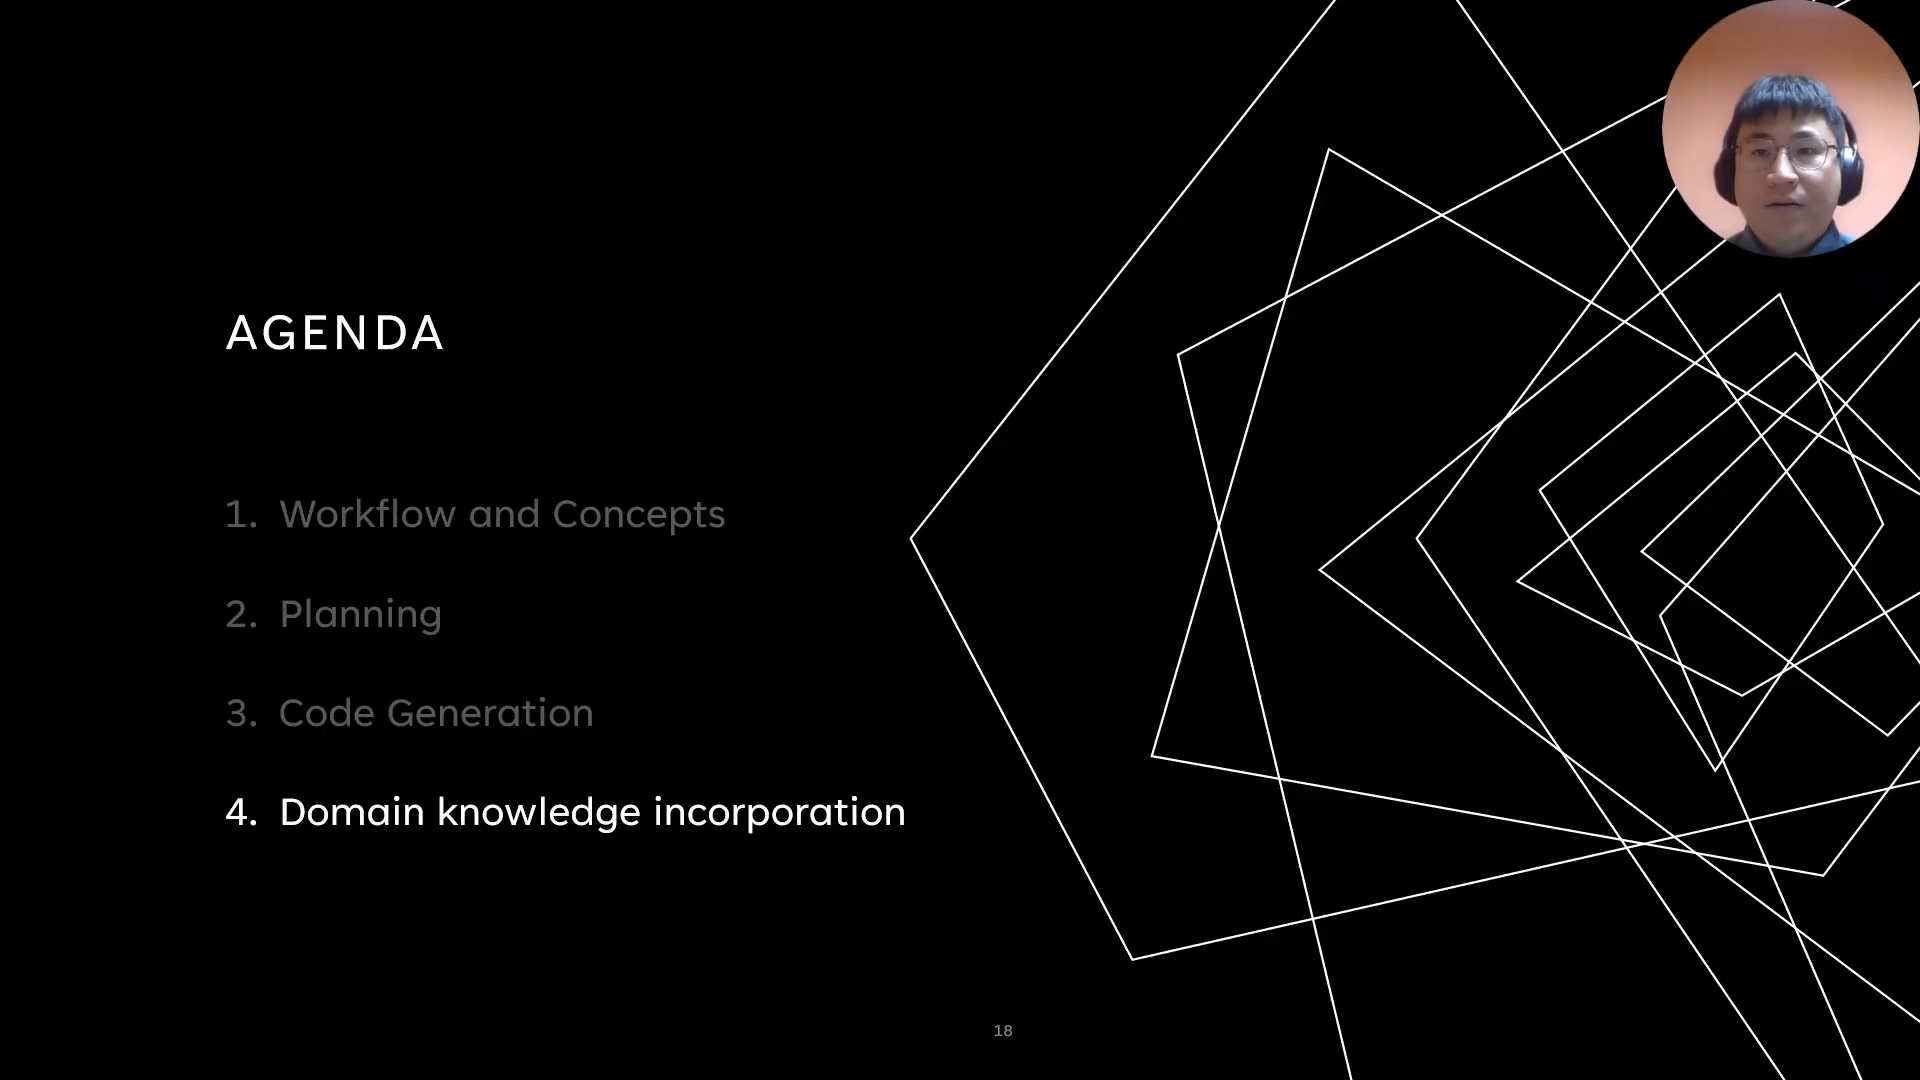 AGENDA
1. Workflow and Concepts
2. Planning
3. Code Generation
4. Domain knowledge incorporation
18